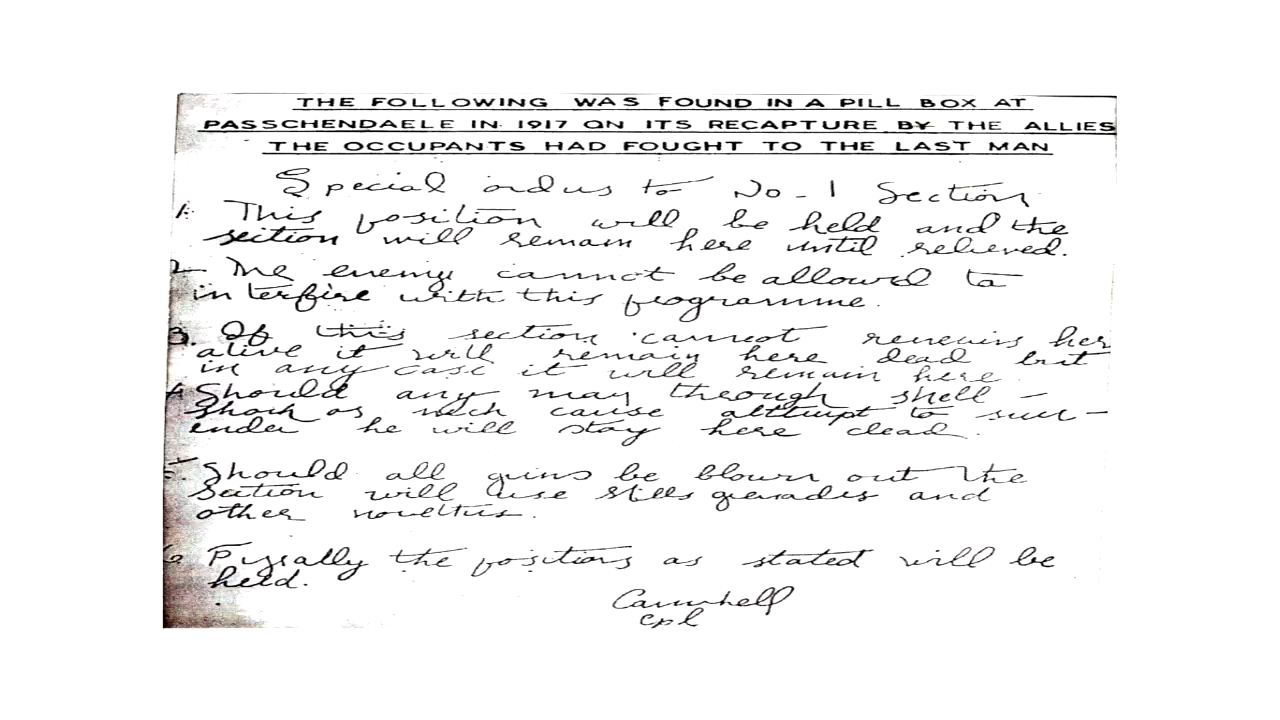 THE FOLLOWING WAS FOUND IN A PILL BOX AT
PASSCHENDAELE IN 1917 ON ITS RECAPTURE BY THE ALLIES
THE OCCUPANTS HAD FOUGHT TO THE LAST MAN
Special orders to No-1 Section
1. This position will be held and the
section will remain here until relieved.
2 The enemy cannot be allowed to
interfire with this programme.
3. If this section cannot remain her
alive it will remain here dead but
in any case it will remain here
4 Should any may through shell -
shock or such cause attempt to surr -
ender he will stay here dead.
5 Should all guns be blown out the
Section will use Mills grenades and
other novelties.
6 Finally the position as stated will be
held.
Cpl